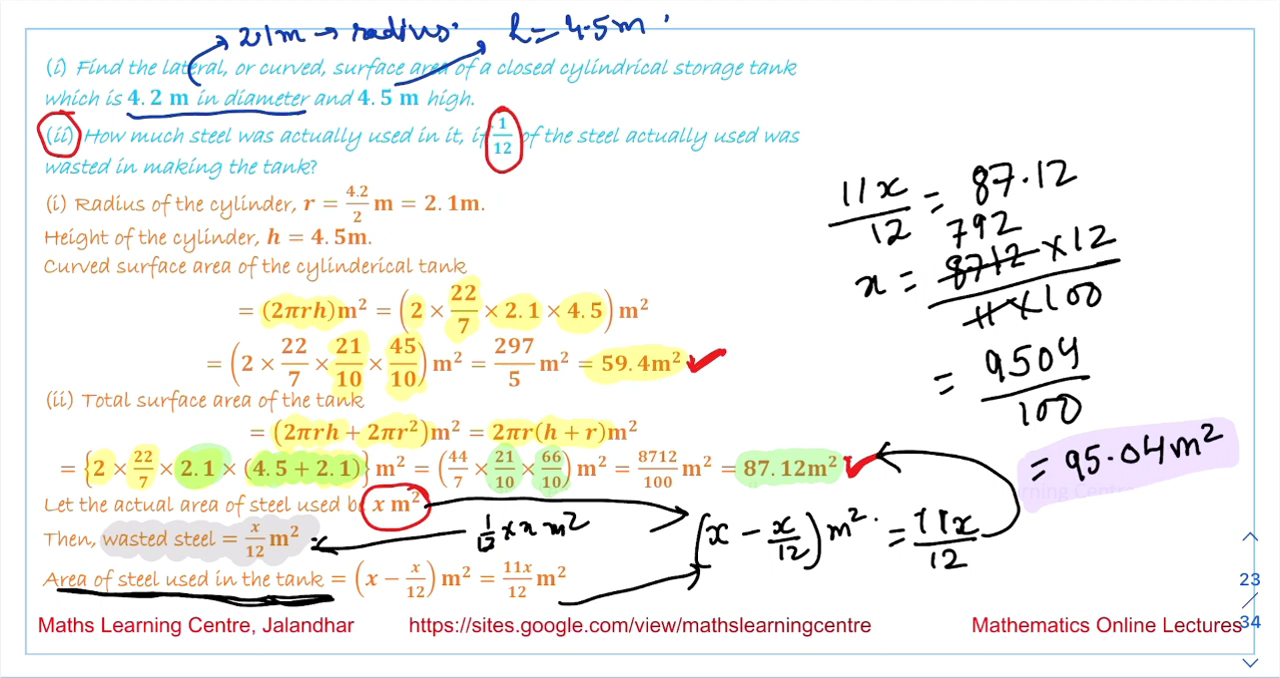 2.1m → radius. h = 4.5m.
(i) Find the lateral, or curved, surface area of a closed cylindrical storage tank
which is 4.2 m in diameter and 4.5 m high.
(ii) How much steel was actually used in it, if 1/12 of the steel actually used was
wasted in making the tank?
(i) Radius of the cylinder, r = 4.2/2 m = 2.1m.
Height of the cylinder, h = 4.5m.
Curved surface area of the cylinderical tank
= (2πrh)m² = (2 × 22/7 × 2.1 × 4.5) m²
= (2 × 22/7 × 21/10 × 45/10) m² = 297/5 m² = 59.4m²
(ii) Total surface area of the tank
= (2πrh + 2πr²)m² = 2πr(h + r)m²
= {2 × 22/7 × 2.1 × (4.5 + 2.1)} m² = (44/7 × 21/10 × 66/10) m² = 8712/100 m² = 87.12m²
Let the actual area of steel used be x m²
Then, wasted steel = x/12 m²
1/12 × x m²
Area of steel used in the tank = (x − x/12) m² = 11x/12 m²
(x − x/12) m². = 11x/12
11x/12 = 87.12
792
x = 8712 × 12 / 11 × 100
= 9504/100
= 95.04 m²
23
/
34
Maths Learning Centre, Jalandhar https://sites.google.com/view/mathslearningcentre Mathematics Online Lectures